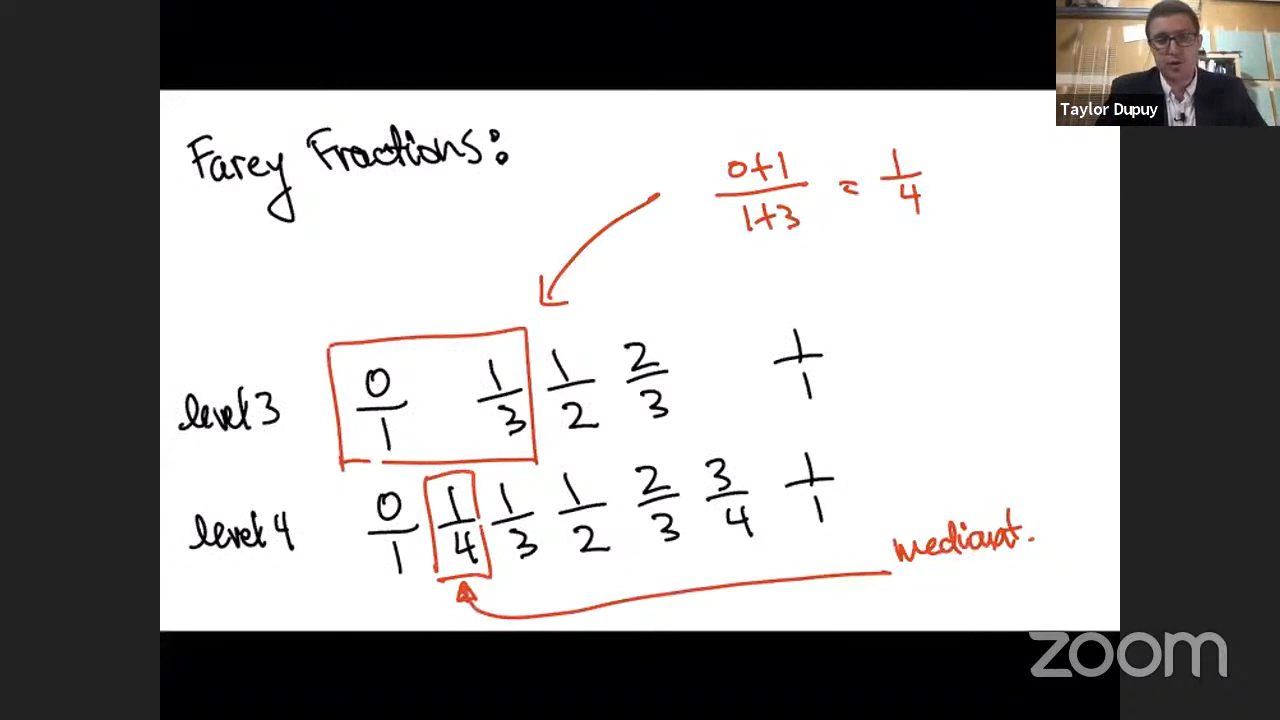 Taylor Dupuy
Farey Fractions:
0+1/1+3 = 1/4
level 3 0/1 1/3 1/2 2/3 1/1
level 4 0/1 1/4 1/3 1/2 2/3 3/4 1/1
mediant.
zoom